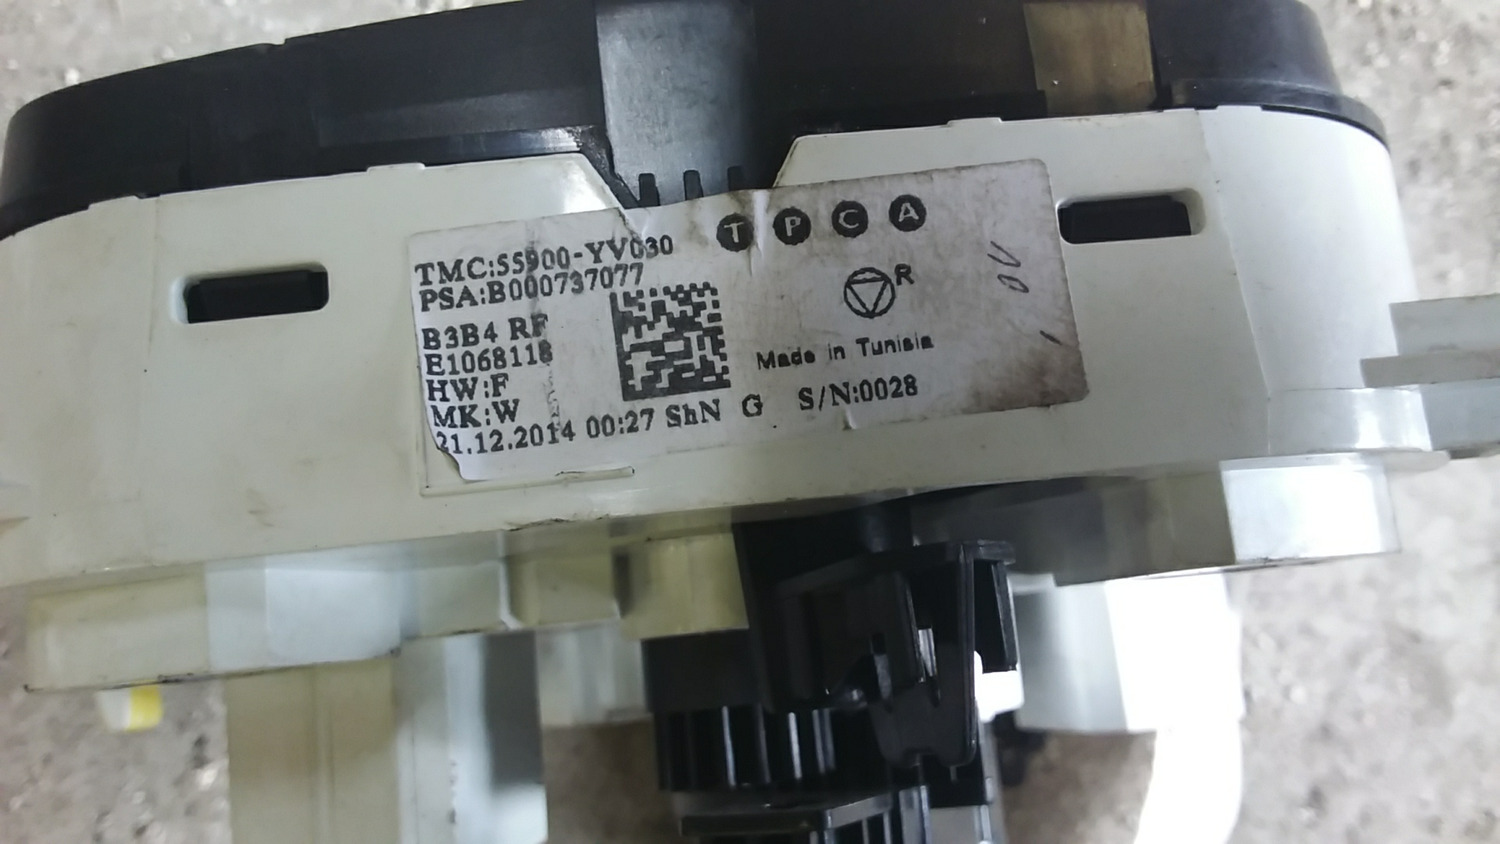 TMC:55900-YV030
PSA:B000737077
T P C A
B3B4 RF
E1068118
HW:F
MK:W
R
Made in Tunisia
21.12.2014 00:27 ShN G S/N:0028